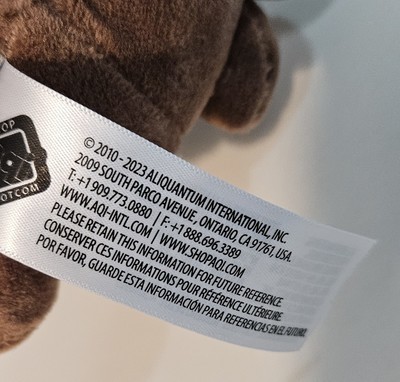 OP
OTCOM
© 2010 - 2023 ALIQUANTUM INTERNATIONAL, INC.
2009 SOUTH PARCO AVENUE, ONTARIO, CA 91761, USA.
T: +1 909.773.0880 / F: +1 888.696.3389
WWW.AQI-INTL.COM / WWW.SHOPAQI.COM
PLEASE RETAIN THIS INFORMATION FOR FUTURE REFERENCE.
CONSERVER CES INFORMATIONS POUR RÉFÉRENCE ULTÉRIEURE.
POR FAVOR, GUARDE ESTA INFORMACIÓN PARA REFERENCIAS EN EL FUTURO.